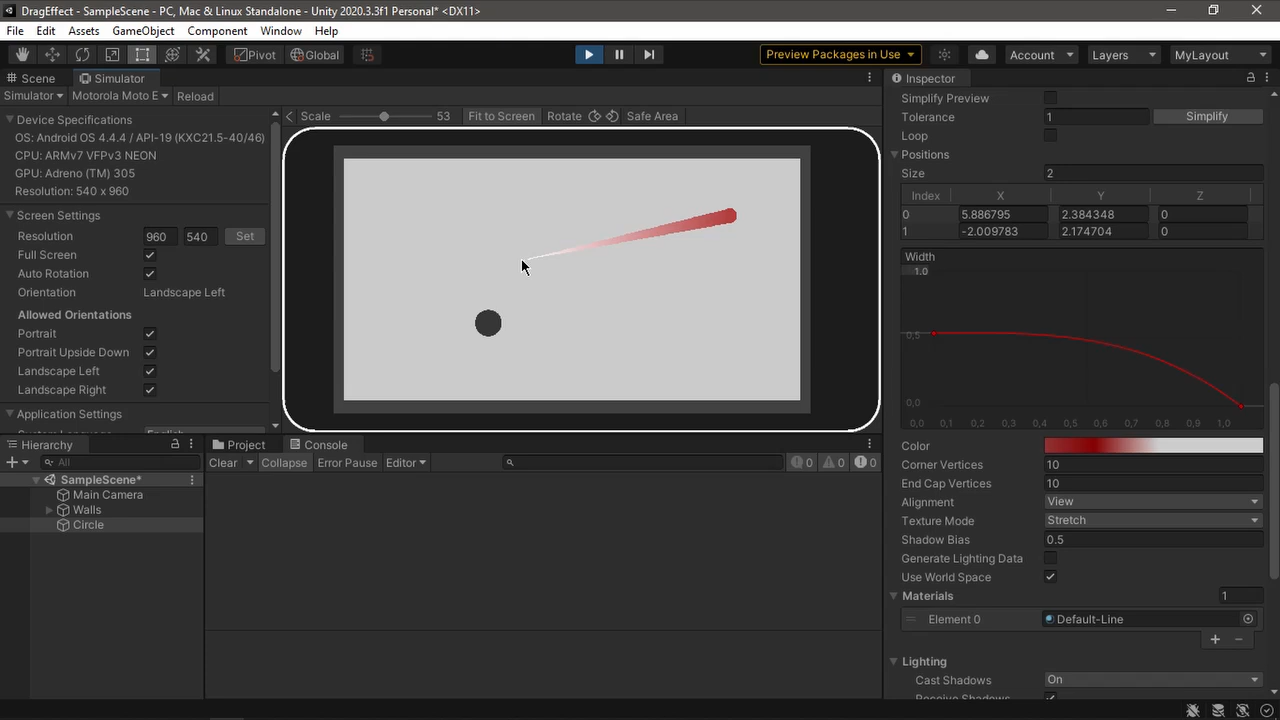 DragEffect - SampleScene - PC, Mac & Linux Standalone - Unity 2020.3.3f1 Personal* <DX11>
File Edit Assets GameObject Component Window Help
Pivot Global Preview Packages in Use Account Layers MyLayout
Scene Simulator Inspector
Simulator Motorola Moto E Reload Scale 53 Fit to Screen Rotate Safe Area
Device Specifications
OS: Android OS 4.4.4 / API-19 (KXC21.5-40/46)
CPU: ARMv7 VFPv3 NEON
GPU: Adreno (TM) 305
Resolution: 540 x 960
Screen Settings
Resolution 960 540 Set
Full Screen
Auto Rotation
Orientation Landscape Left
Allowed Orientations
Portrait
Portrait Upside Down
Landscape Left
Landscape Right
Application Settings
System Language English
Hierarchy
All
SampleScene*
Main Camera
Walls
Circle
Project Console
Clear Collapse Error Pause Editor 0 0 0
Simplify Preview
Tolerance 1 Simplify
Loop
Positions
Size 2
Index X Y Z
0 5.886795 2.384348 0
1 -2.009783 2.174704 0
Width
1.0
0,5
0,0
0,0 0,1 0,2 0,3 0,4 0,5 0,6 0,7 0,8 0,9 1,0
Color
Corner Vertices 10
End Cap Vertices 10
Alignment View
Texture Mode Stretch
Shadow Bias 0.5
Generate Lighting Data
Use World Space
Materials 1
Element 0 Default-Line
Lighting
Cast Shadows On
Receive Shadows